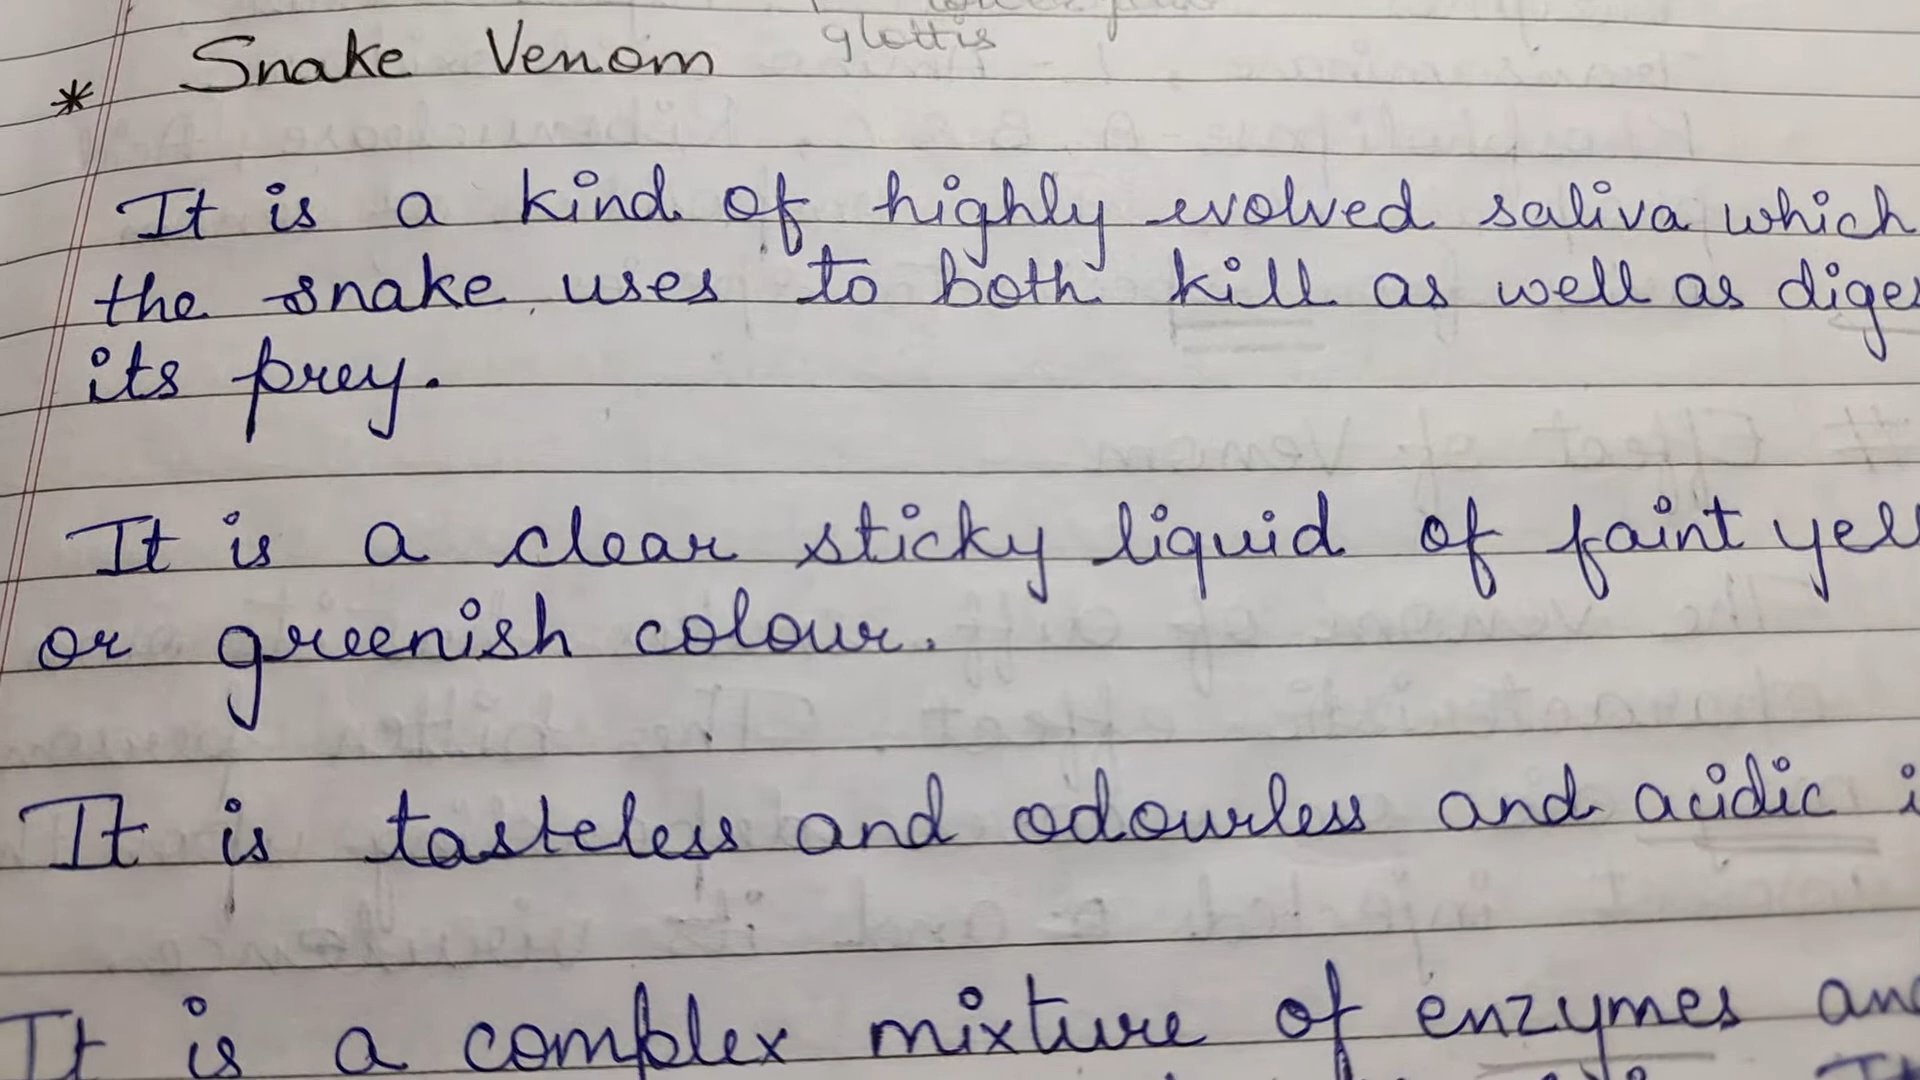 glottis
* Snake Venom
It is a kind of highly evolved saliva which
the snake uses to both kill as well as diges
its prey.
It is a clear sticky liquid of faint yell
or greenish colour.
It is tasteless and odourless and acidic i
It is a complex mixture of enzymes and